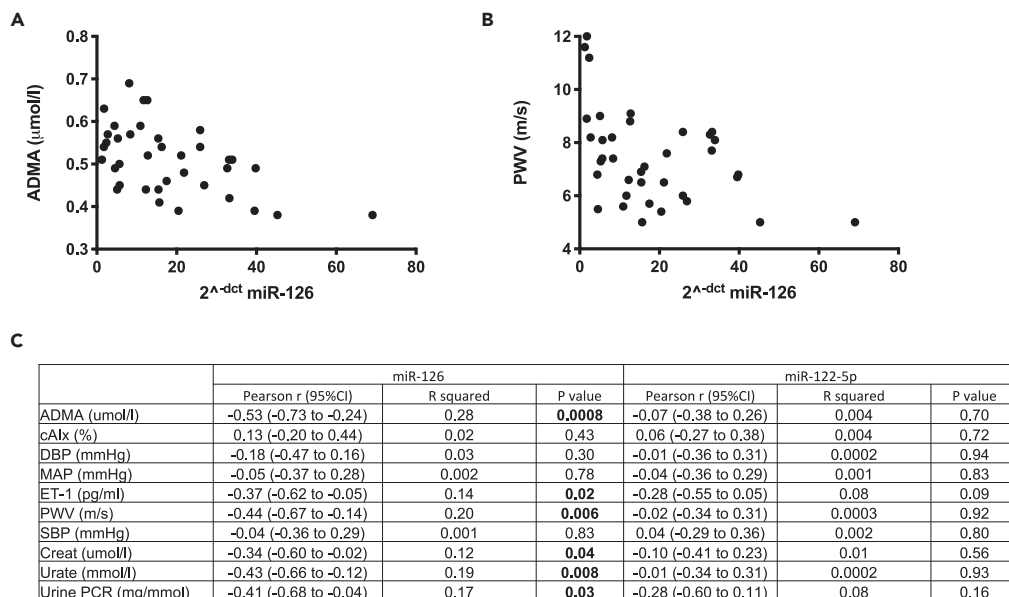 A
B
ADMA (μmol/l)
0.8
0.7
0.6
0.5
0.4
0.3
0 20 40 60 80
2^-dct miR-126
PWV (m/s)
12
10
8
6
4
0 20 40 60 80
2^-dct miR-126
C
miR-126 miR-122-5p
Pearson r (95%CI) R squared P value Pearson r (95%CI) R squared P value
ADMA (umol/l) -0.53 (-0.73 to -0.24) 0.28 0.0008 -0.07 (-0.38 to 0.26) 0.004 0.70
cAIx (%) 0.13 (-0.20 to 0.44) 0.02 0.43 0.06 (-0.27 to 0.38) 0.004 0.72
DBP (mmHg) -0.18 (-0.47 to 0.16) 0.03 0.30 -0.01 (-0.36 to 0.31) 0.0002 0.94
MAP (mmHg) -0.05 (-0.37 to 0.28) 0.002 0.78 -0.04 (-0.36 to 0.29) 0.001 0.83
ET-1 (pg/ml) -0.37 (-0.62 to -0.05) 0.14 0.02 -0.28 (-0.55 to 0.05) 0.08 0.09
PWV (m/s) -0.44 (-0.67 to -0.14) 0.20 0.006 -0.02 (-0.34 to 0.31) 0.0003 0.92
SBP (mmHg) -0.04 (-0.36 to 0.29) 0.001 0.83 0.04 (-0.29 to 0.36) 0.002 0.80
Creat (umol/l) -0.34 (-0.60 to -0.02) 0.12 0.04 -0.10 (-0.41 to 0.23) 0.01 0.56
Urate (mmol/l) -0.43 (-0.66 to -0.12) 0.19 0.008 -0.01 (-0.34 to 0.31) 0.0002 0.93
Urine PCR (mg/mmol) -0.41 (-0.68 to -0.04) 0.17 0.03 -0.28 (-0.60 to 0.11) 0.08 0.16